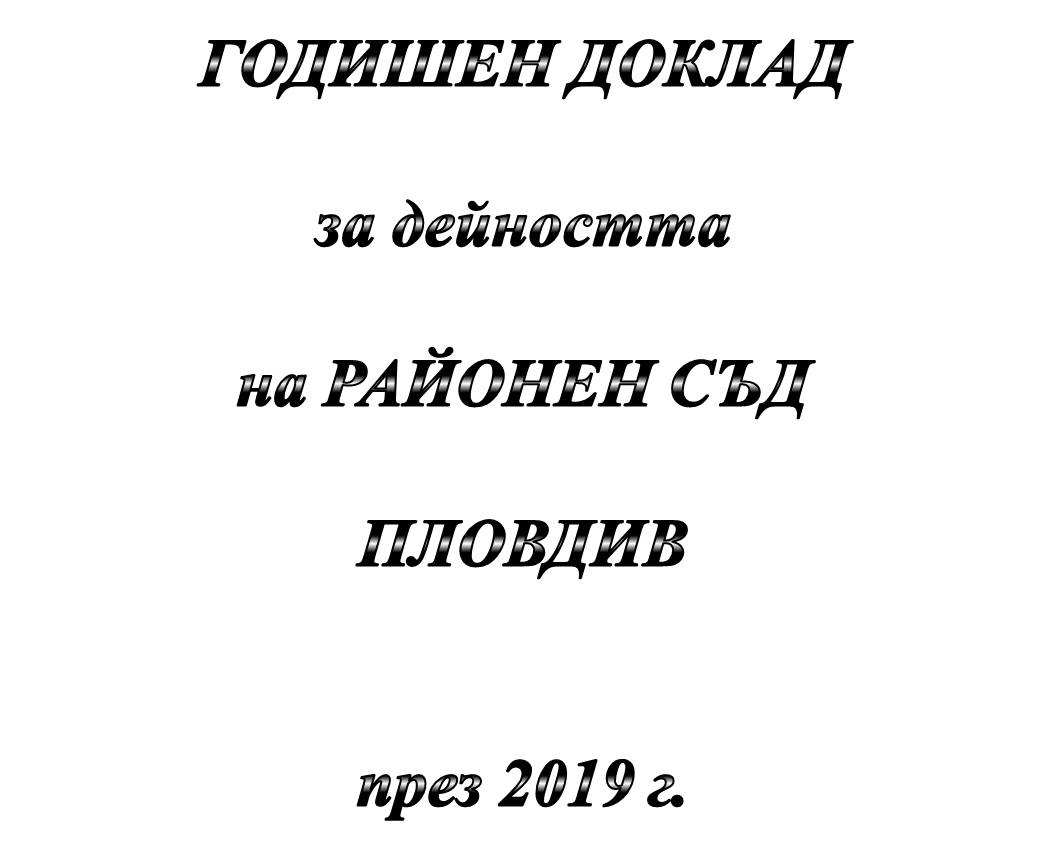 ГОДИШЕН ДОКЛАД
за дейността
на РАЙОНЕН СЪД
ПЛОВДИВ
през 2019 г.